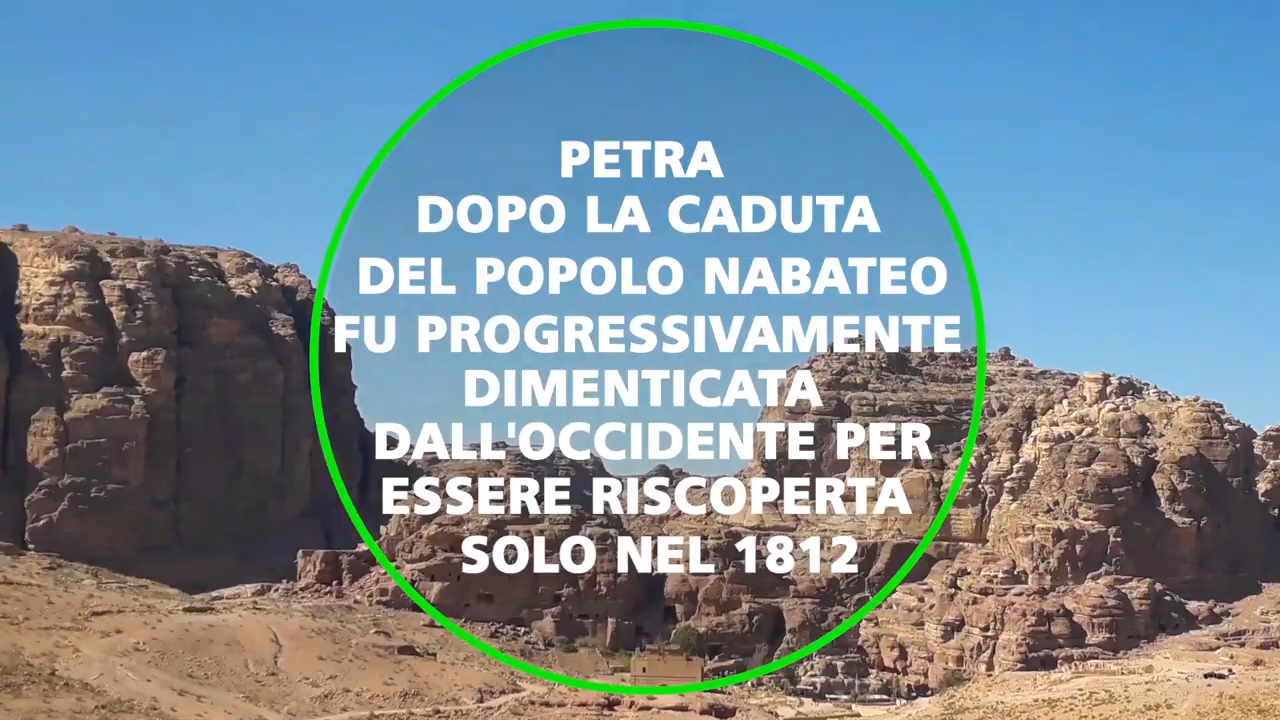 PETRA
DOPO LA CADUTA
DEL POPOLO NABATEO
FU PROGRESSIVAMENTE
DIMENTICATA
DALL'OCCIDENTE PER
ESSERE RISCOPERTA
SOLO NEL 1812